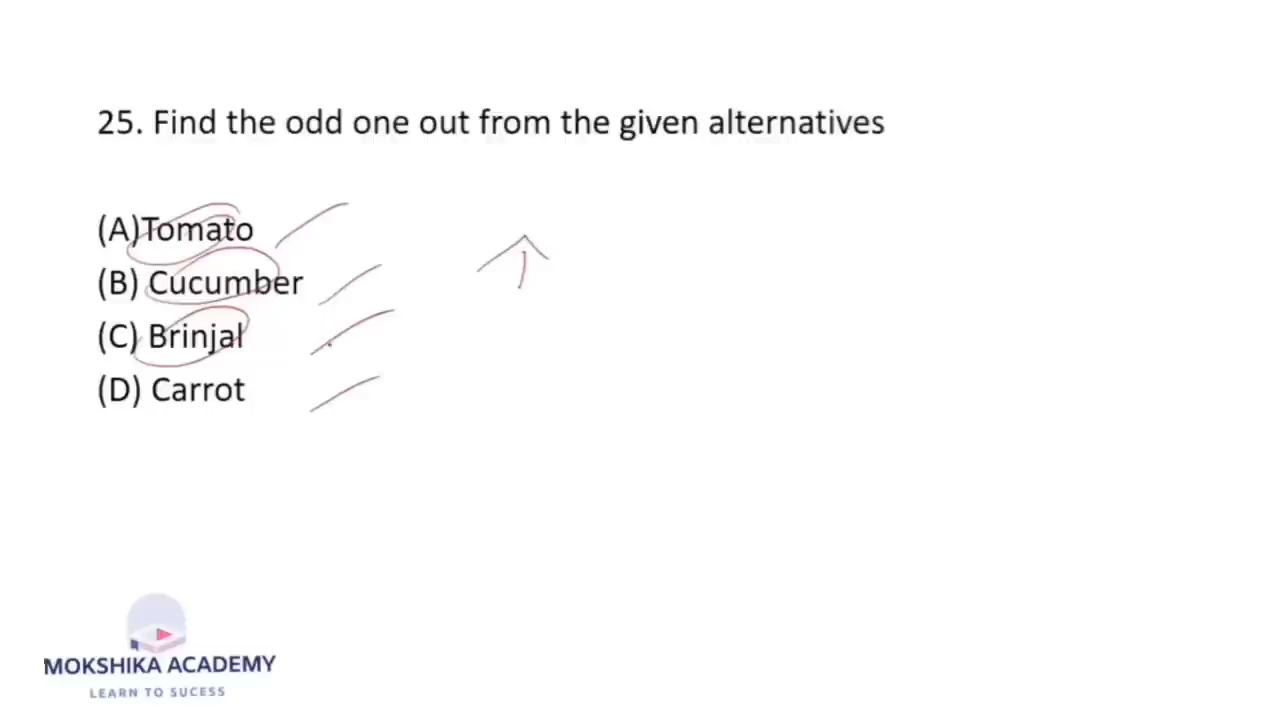 25. Find the odd one out from the given alternatives
(A)Tomato
(B) Cucumber
(C) Brinjal
(D) Carrot
MOKSHIKA ACADEMY
LEARN TO SUCESS